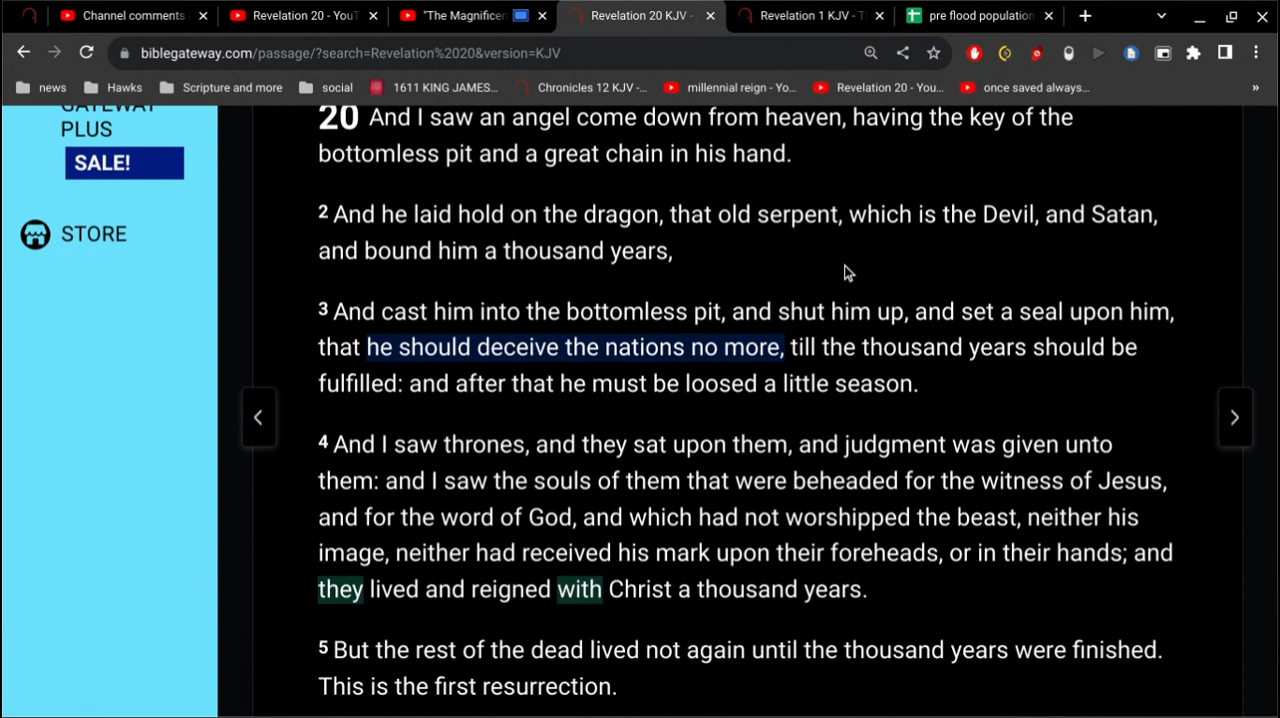 Channel comments
Revelation 20 - YouT
"The Magnificen
Revelation 20 KJV -
Revelation 1 KJV - T
pre flood population
biblegateway.com/passage/?search=Revelation%2020&version=KJV
news
Hawks
Scripture and more
social
1611 KING JAMES...
Chronicles 12 KJV -...
millennial reign - Yo...
Revelation 20 - You...
once saved always...
»
GATEWAY
PLUS
SALE!
STORE
20 And I saw an angel come down from heaven, having the key of the
bottomless pit and a great chain in his hand.
2 And he laid hold on the dragon, that old serpent, which is the Devil, and Satan,
and bound him a thousand years,
3 And cast him into the bottomless pit, and shut him up, and set a seal upon him,
that he should deceive the nations no more, till the thousand years should be
fulfilled: and after that he must be loosed a little season.
4 And I saw thrones, and they sat upon them, and judgment was given unto
them: and I saw the souls of them that were beheaded for the witness of Jesus,
and for the word of God, and which had not worshipped the beast, neither his
image, neither had received his mark upon their foreheads, or in their hands; and
they lived and reigned with Christ a thousand years.
5 But the rest of the dead lived not again until the thousand years were finished.
This is the first resurrection.